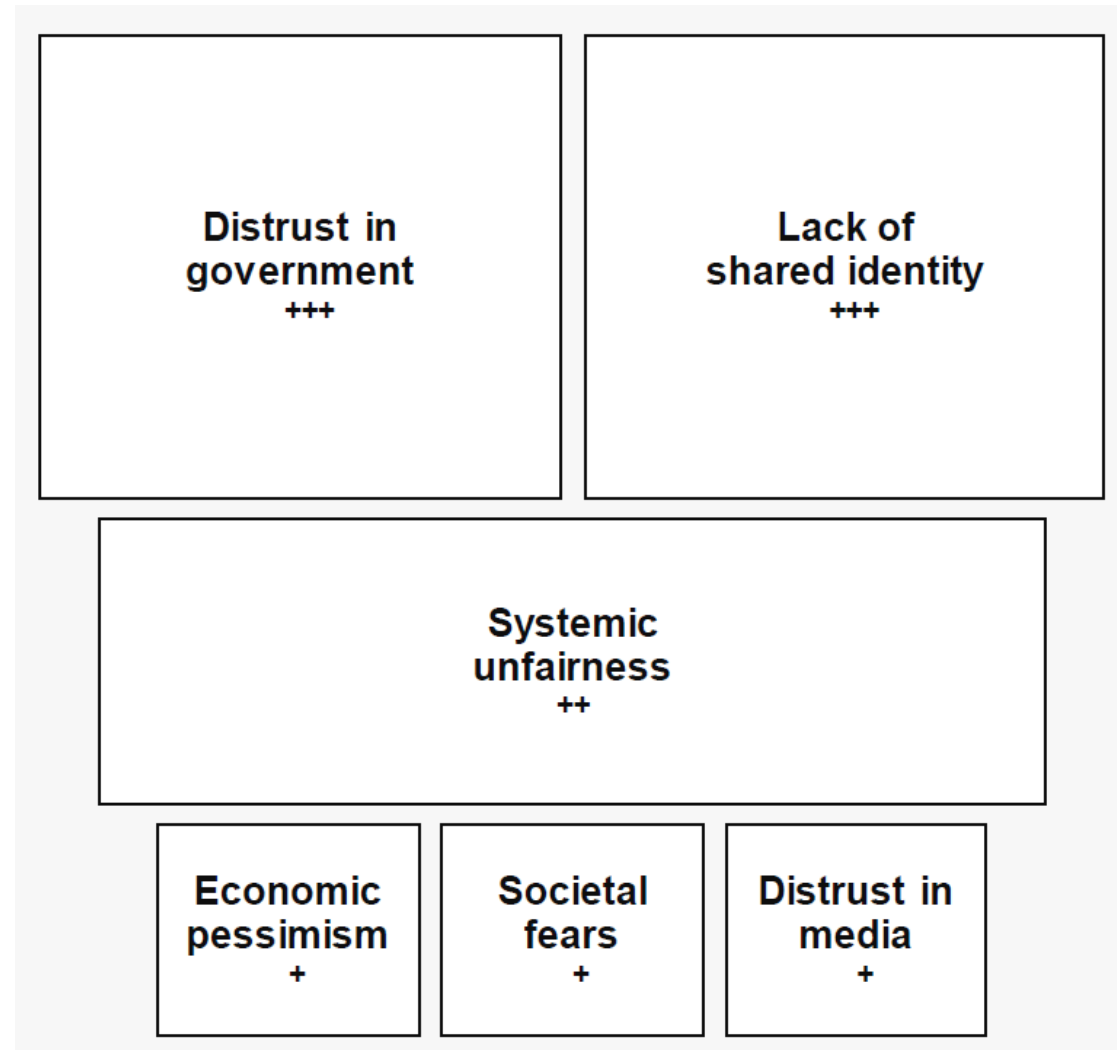 Distrust in
government
+++
Lack of
shared identity
+++
Systemic
unfairness
++
Economic
pessimism
+
Societal
fears
+
Distrust in
media
+